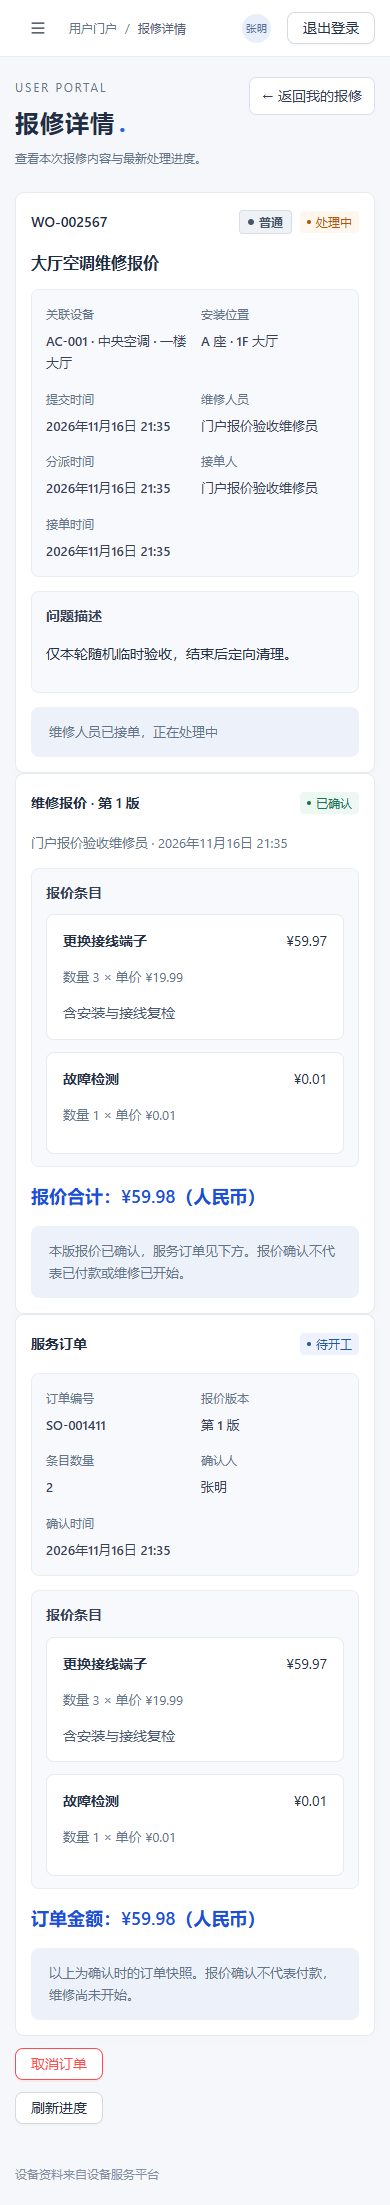 用户门户 / 报修详情
张明
退出登录
USER PORTAL
← 返回我的报修
报修详情.
查看本次报修内容与最新处理进度。
WO-002567
普通
处理中
大厅空调维修报价
关联设备
安装位置
AC-001 · 中央空调 · 一楼
大厅
A 座 · 1F 大厅
提交时间
维修人员
2026年11月16日 21:35
门户报价验收维修员
分派时间
接单人
2026年11月16日 21:35
门户报价验收维修员
接单时间
2026年11月16日 21:35
问题描述
仅本轮随机临时验收，结束后定向清理。
维修人员已接单，正在处理中
维修报价 · 第 1 版
已确认
门户报价验收维修员 · 2026年11月16日 21:35
报价条目
更换接线端子
¥59.97
数量 3 × 单价 ¥19.99
含安装与接线复检
故障检测
¥0.01
数量 1 × 单价 ¥0.01
报价合计：¥59.98（人民币）
本版报价已确认，服务订单见下方。报价确认不代
表已付款或维修已开始。
服务订单
待开工
订单编号
报价版本
SO-001411
第 1 版
条目数量
确认人
2
张明
确认时间
2026年11月16日 21:35
报价条目
更换接线端子
¥59.97
数量 3 × 单价 ¥19.99
含安装与接线复检
故障检测
¥0.01
数量 1 × 单价 ¥0.01
订单金额：¥59.98（人民币）
以上为确认时的订单快照。报价确认不代表付款，
维修尚未开始。
取消订单
刷新进度
设备资料来自设备服务平台